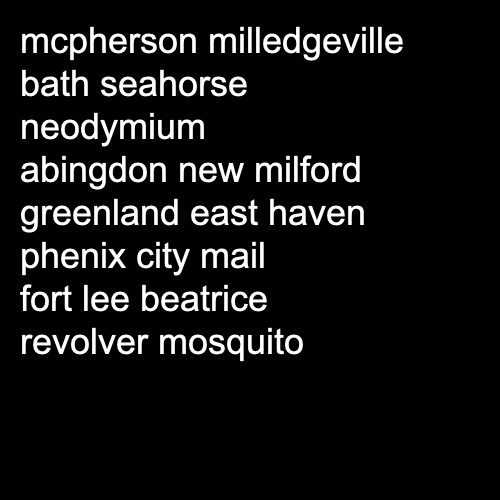 mcpherson milledgeville
bath seahorse
neodymium
abingdon new milford
greenland east haven
phenix city mail
fort lee beatrice
revolver mosquito